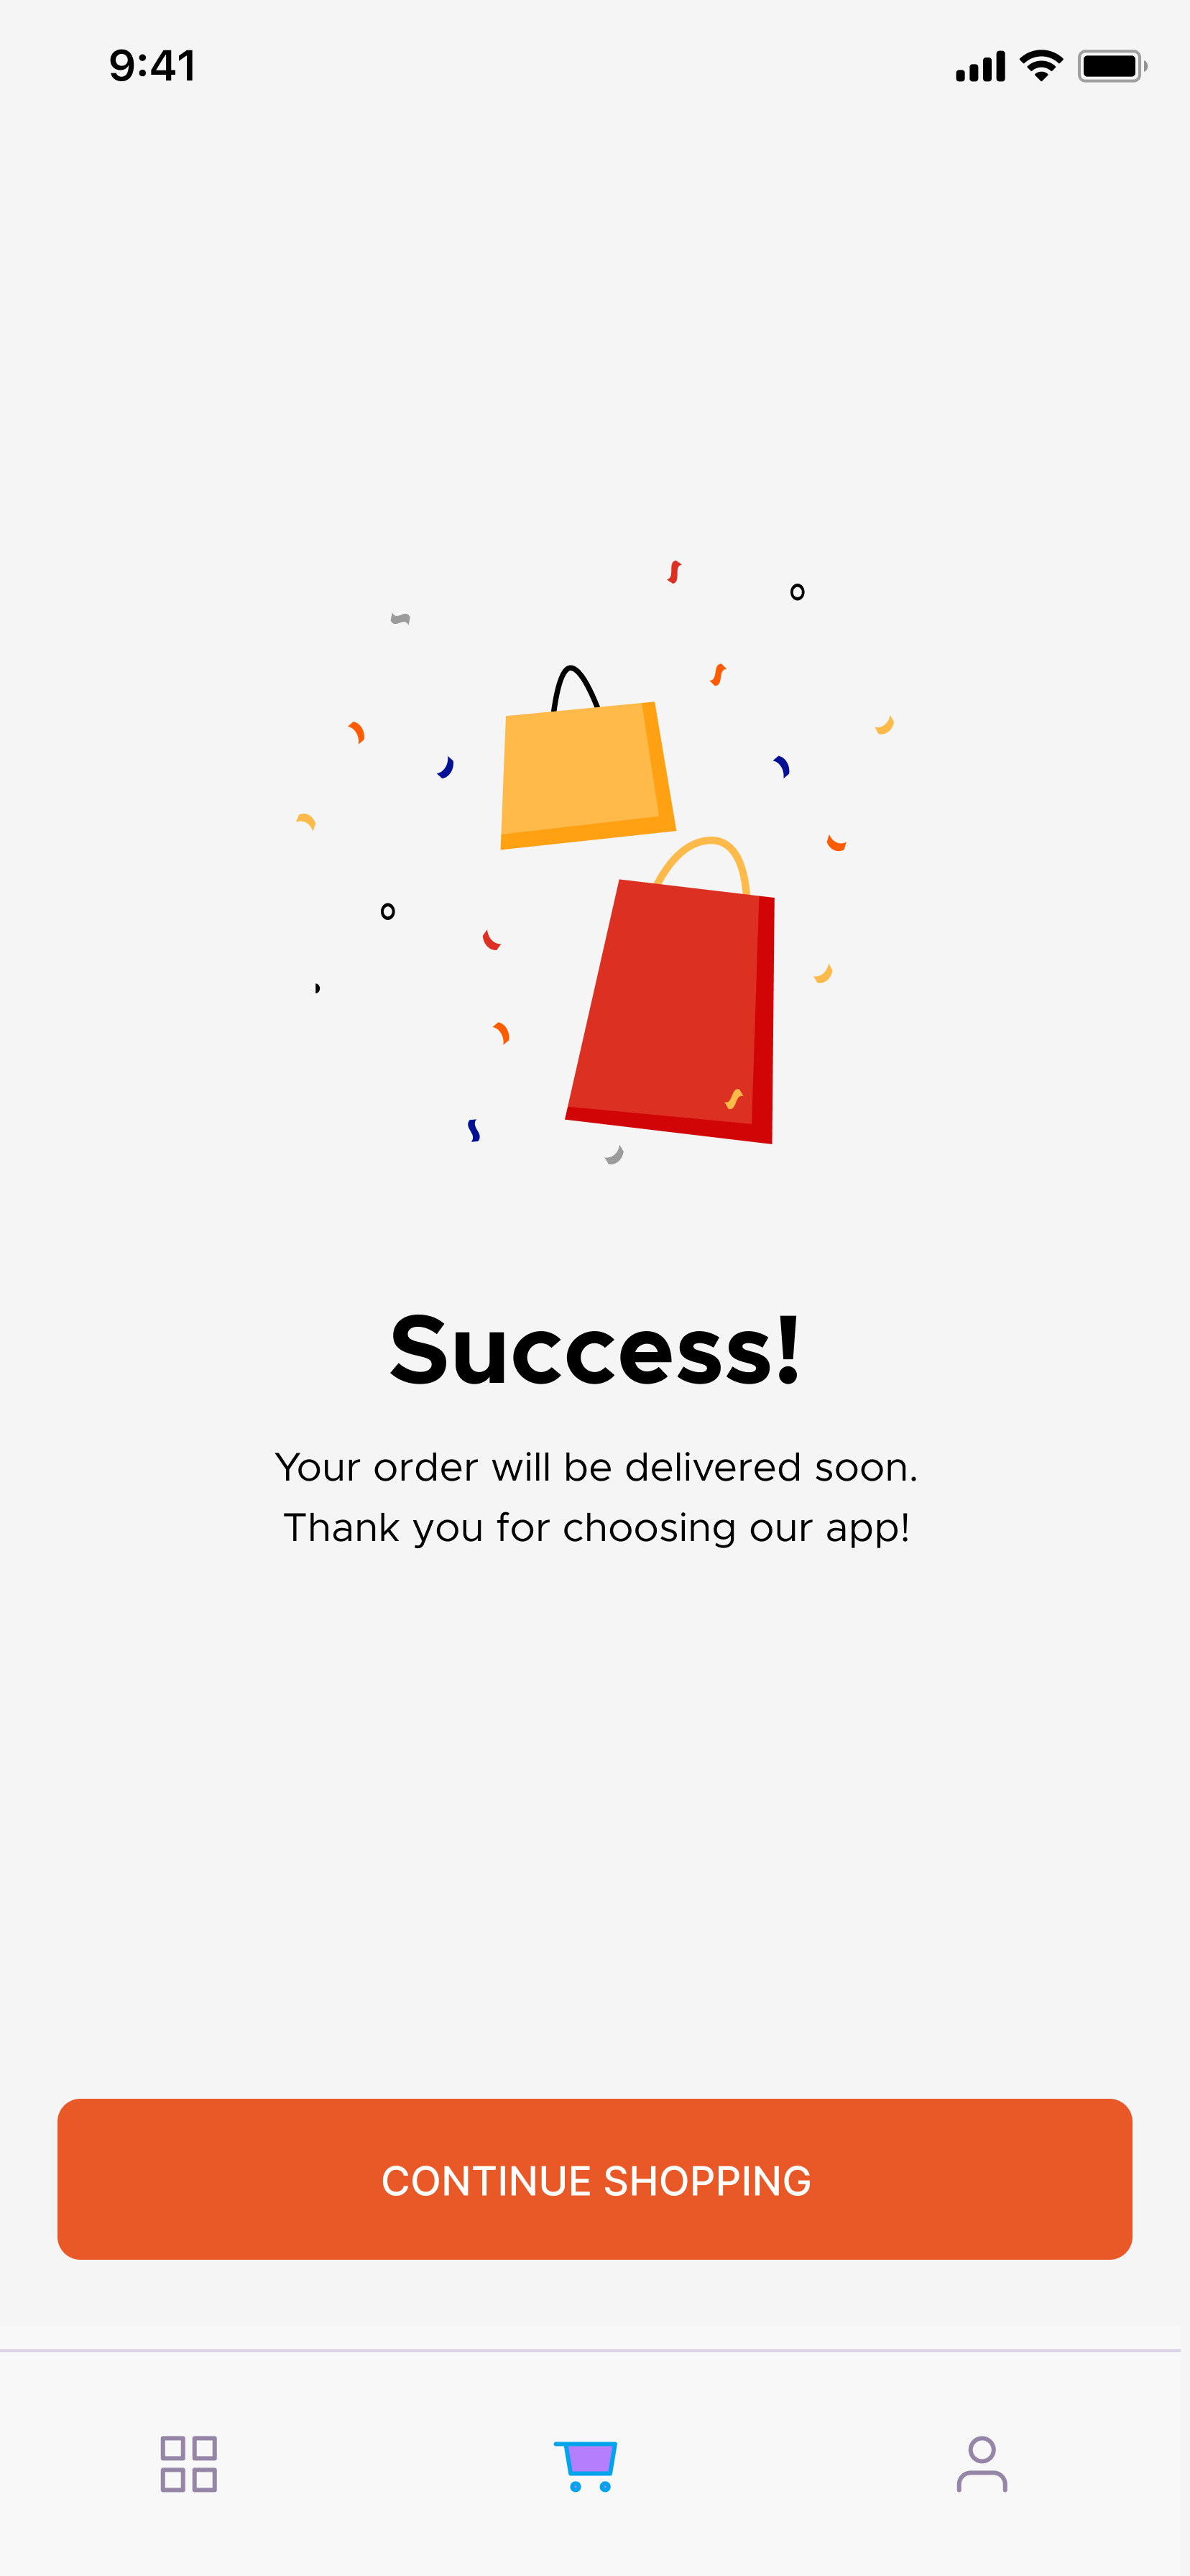 9:41
Success!
Your order will be delivered soon.
Thank you for choosing our app!
CONTINUE SHOPPING